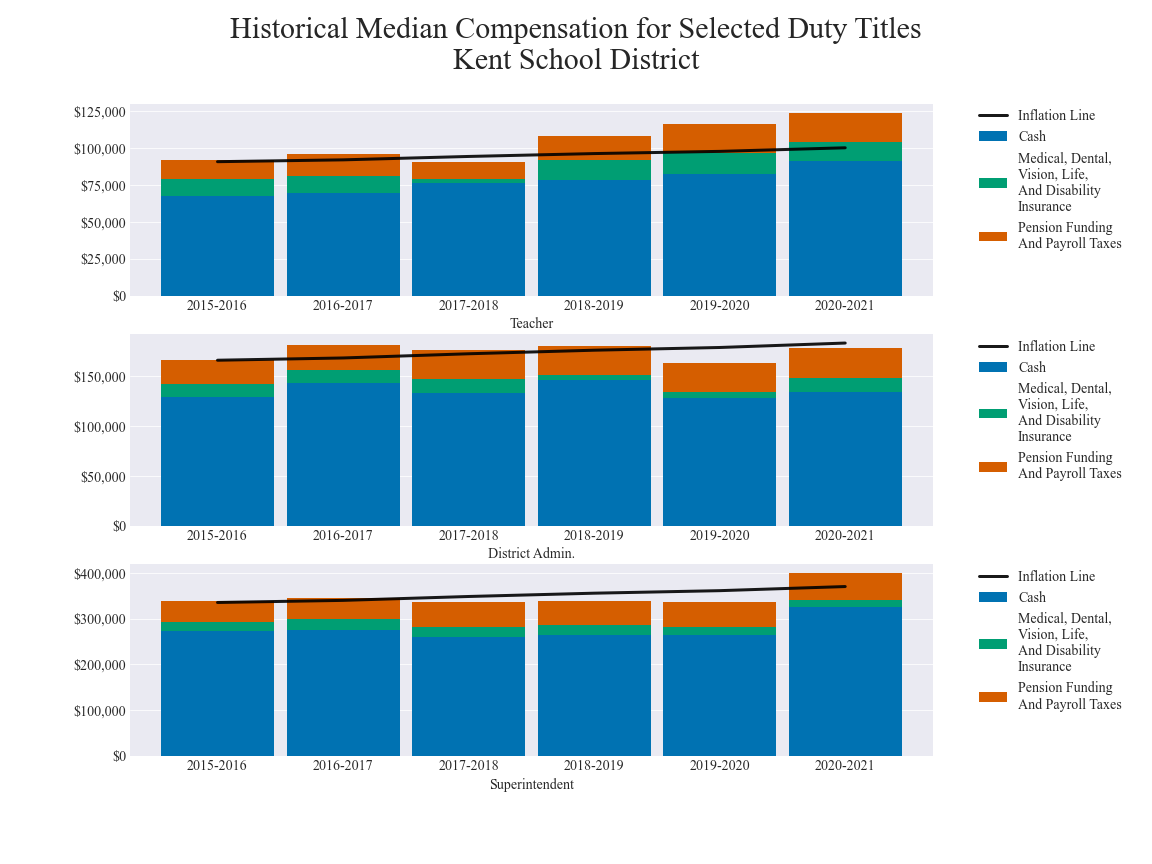 Historical Median Compensation for Selected Duty Titles
Kent School District
$125,000
$100,000
$75,000
$50,000
$25,000
$0
2015-2016 2016-2017 2017-2018 2018-2019 2019-2020 2020-2021
Teacher
Inflation Line
Cash
Medical, Dental,
Vision, Life,
And Disability
Insurance
Pension Funding
And Payroll Taxes
$150,000
$100,000
$50,000
$0
2015-2016 2016-2017 2017-2018 2018-2019 2019-2020 2020-2021
District Admin.
Inflation Line
Cash
Medical, Dental,
Vision, Life,
And Disability
Insurance
Pension Funding
And Payroll Taxes
$400,000
$300,000
$200,000
$100,000
$0
2015-2016 2016-2017 2017-2018 2018-2019 2019-2020 2020-2021
Superintendent
Inflation Line
Cash
Medical, Dental,
Vision, Life,
And Disability
Insurance
Pension Funding
And Payroll Taxes